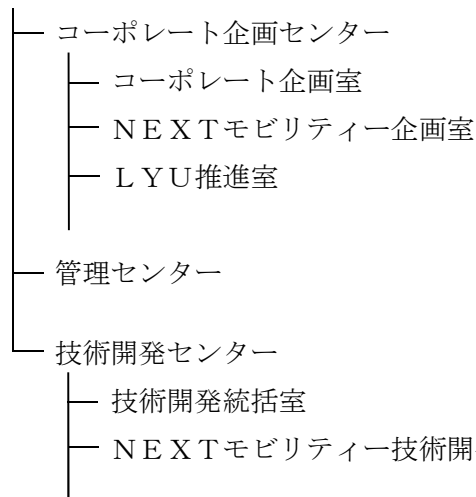 コーポレート企画センター
コーポレート企画室
ＮＥＸＴモビリティー企画室
ＬＹＵ推進室
管理センター
技術開発センター
技術開発統括室
ＮＥＸＴモビリティー技術開